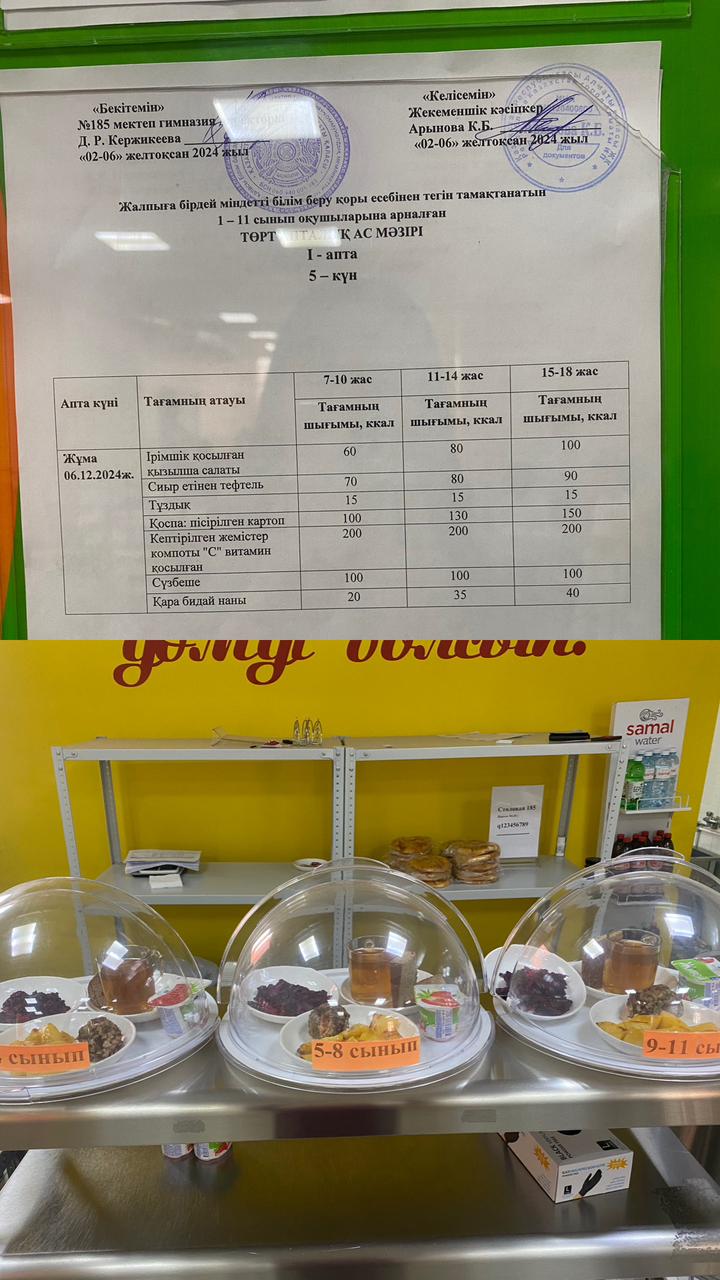 «Бекітемін»
№185 мектеп гимназия
Д. Р. Кержикеева
«02-06» желтоқсан 2024 жыл
«Келісемін»
Жекеменшік кәсіпкер
Арынова К.Б.
«02-06» желтоқсан 2024 жыл
Для
документов
Жалпыға бірдей міндетті білім беру қоры есебінен тегін тамақтанатын
1 – 11 сынып оқушыларына арналған
АС МӘЗІРІ
I - апта
5 – күн
Апта күні Тағамның атауы 7-10 жас 11-14 жас 15-18 жас
Тағамның шығымы, ккал Тағамның шығымы, ккал Тағамның шығымы, ккал
Жұма 06.12.2024ж.
Ірімшік қосылған қызылша салаты 60 80 100
Сиыр етінен тефтель 70 80 90
Тұздық 15 15 15
Қоспа: пісірілген картоп 100 130 150
Кептірілген жемістер компоты "С" витамин қосылған 200 200 200
Сүзбеше 100 100 100
Қара бидай наны 20 35 40
болсын!
samal
water
Столовая 185
q123456789
сынып
5-8 сынып
9-11 сы
BLACK
L